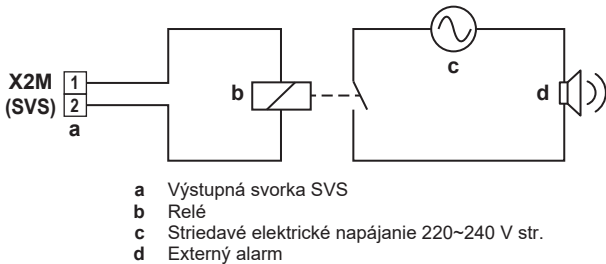 X2M 1
(SVS) 2
a
b
c
d
a Výstupná svorka SVS
b Relé
c Striedavé elektrické napájanie 220~240 V str.
d Externý alarm